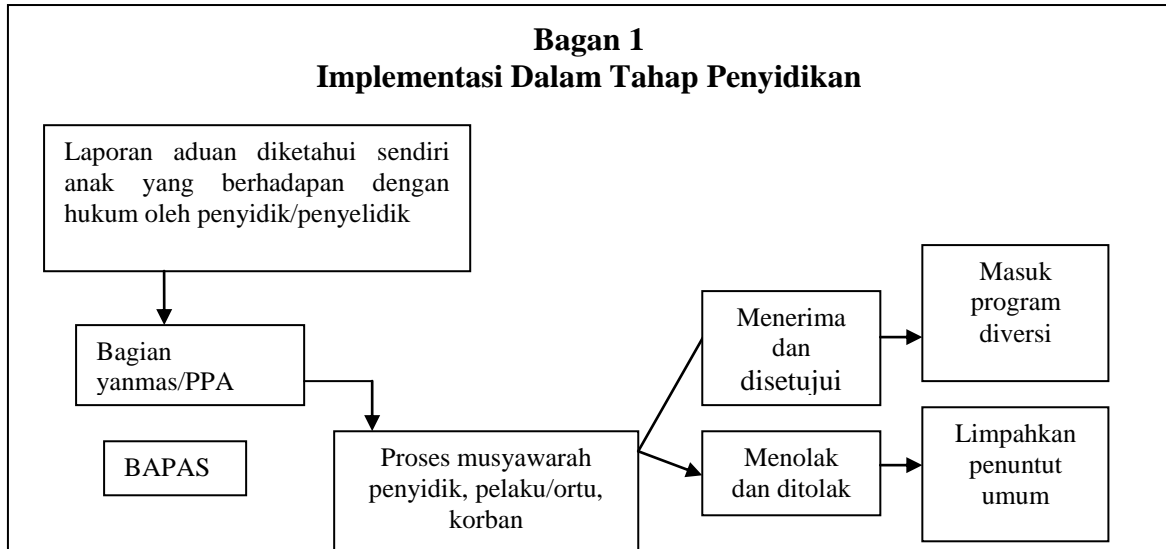 Bagan 1
Implementasi Dalam Tahap Penyidikan
Laporan aduan diketahui sendiri
anak yang berhadapan dengan
hukum oleh penyidik/penyelidik
Bagian
yanmas/PPA
BAPAS
Proses musyawarah
penyidik, pelaku/ortu,
korban
Menerima
dan
disetujui
Masuk
program
diversi
Menolak
dan ditolak
Limpahkan
penuntut
umum